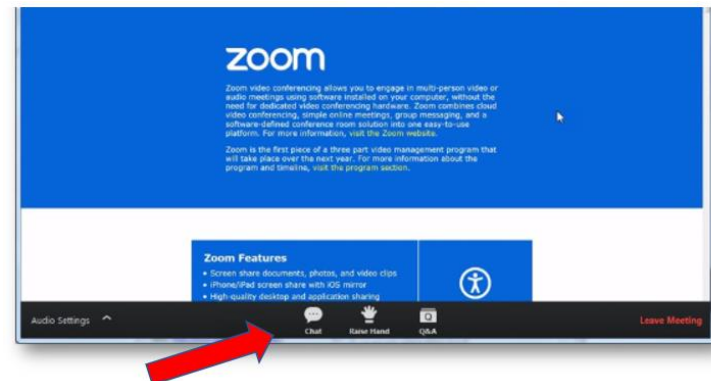 zoom
Zoom video conferencing allows you to engage in multi-person video or
audio meetings using software installed on your computer, without the
need for dedicated video conferencing hardware. Zoom combines cloud
video conferencing, simple online meetings, group messaging, and a
software-defined conference room solution into one easy-to-use
platform. For more information, visit the Zoom website.
Zoom is the first piece of a three part video management program that
will take place over the next year. For more information about the
program and timeline, visit the program section.
Zoom Features
• Screen share documents, photos, and video clips
• iPhone/iPad screen share with iOS mirror
• High-quality desktop and application sharing
Audio Settings
Chat
Raise Hand
Q&A
Leave Meeting